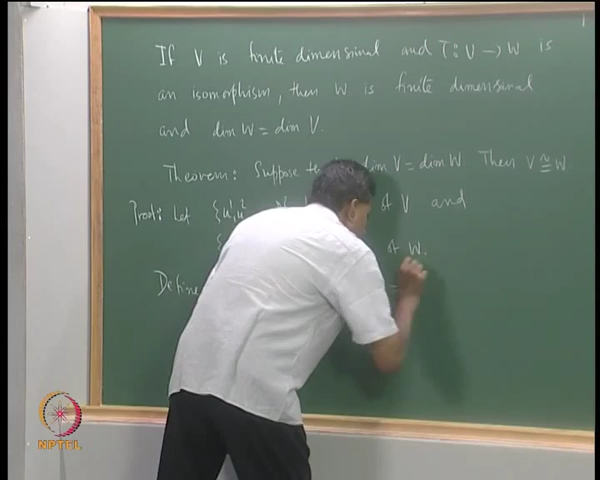 If V is finite dimensional and T: V → W is
an isomorphism, then W is finite dimensional
and dim W = dim V.
Theorem: Suppose dim V = dim W. Then V ≅ W
Proof: Let {u¹, u² of V and
{ of W.
Define
NPTEL